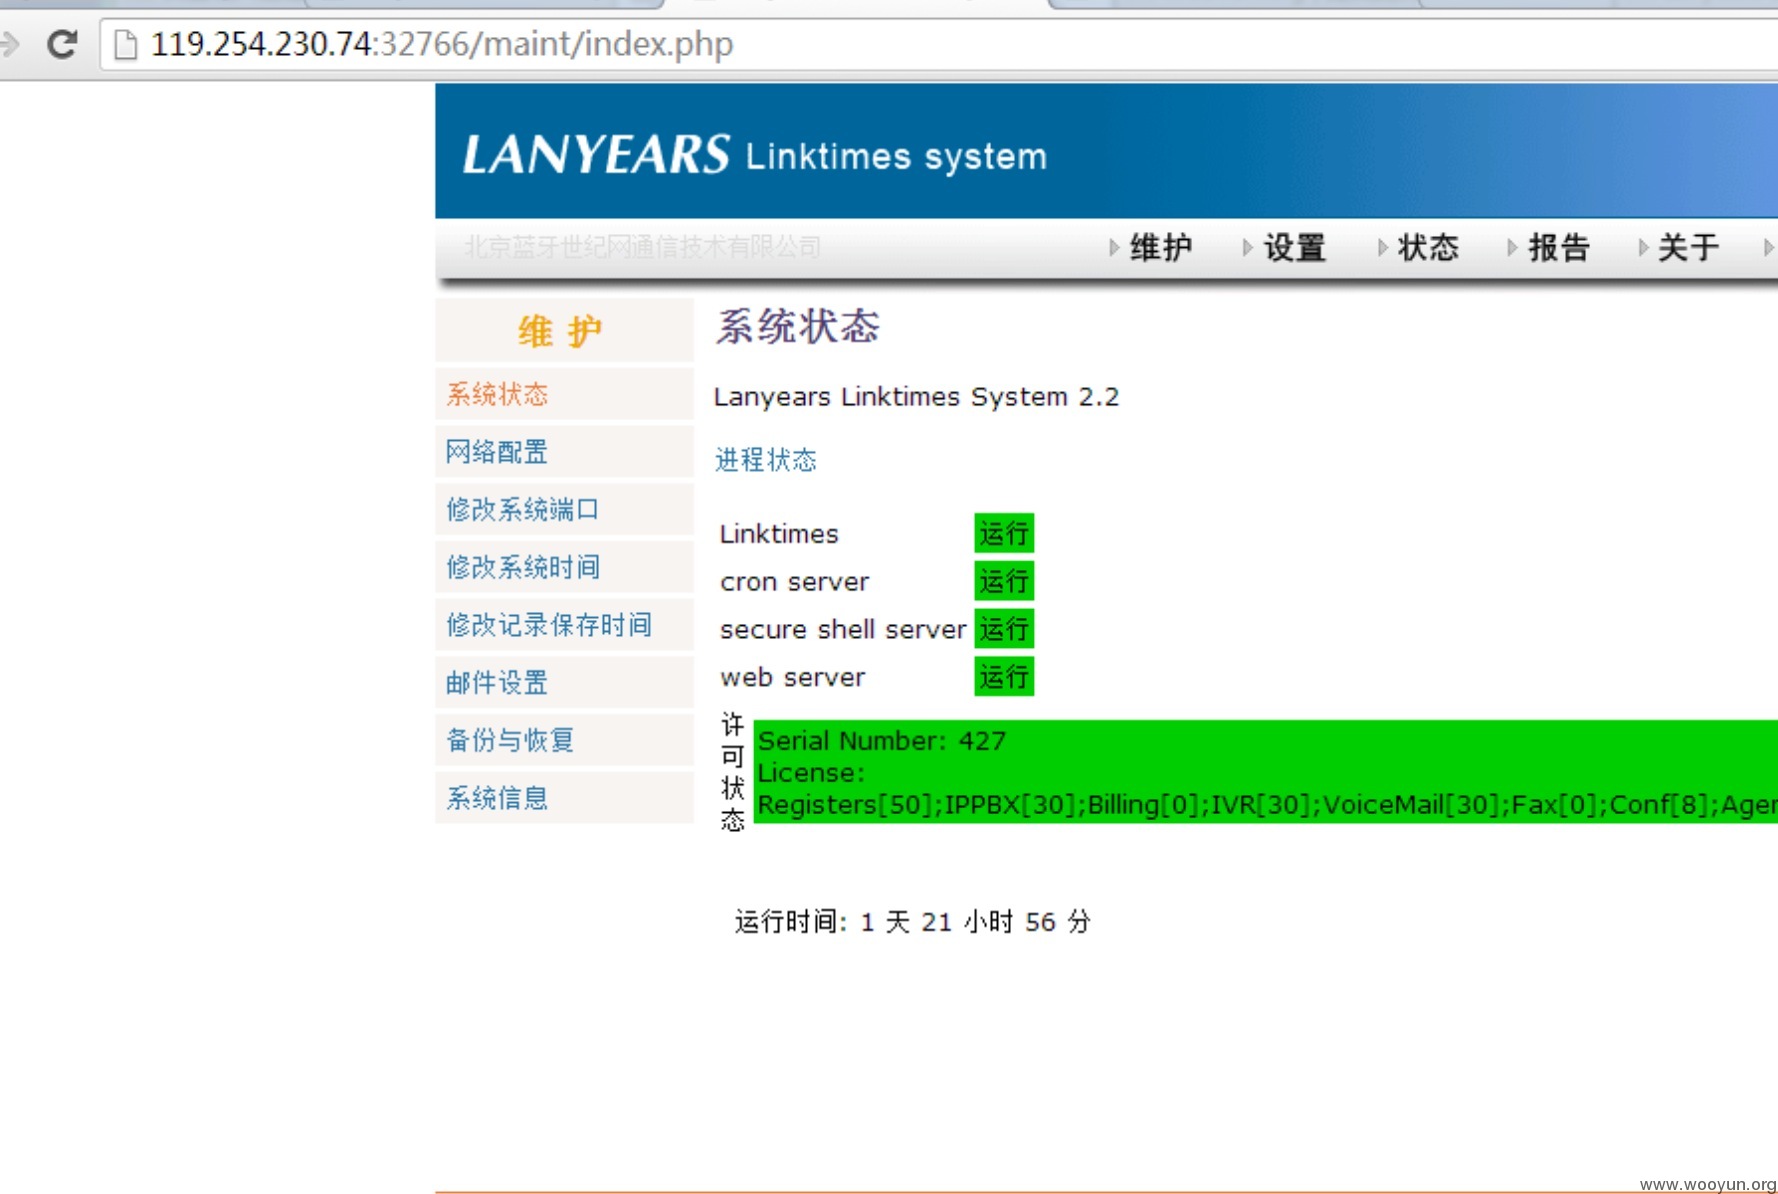 119.254.230.74:32766/maint/index.php
LANYEARS Linktimes system
北京蓝牙世纪网通信技术有限公司
维护 设置 状态 报告 关于
维 护
系统状态
网络配置
修改系统端口
修改系统时间
修改记录保存时间
邮件设置
备份与恢复
系统信息
系统状态
Lanyears Linktimes System 2.2
进程状态
Linktimes 运行
cron server 运行
secure shell server 运行
web server 运行
许可状态
Serial Number: 427
License:
Registers[50];IPPBX[30];Billing[0];IVR[30];VoiceMail[30];Fax[0];Conf[8];Agen
运行时间: 1 天 21 小时 56 分
www.wooyun.org